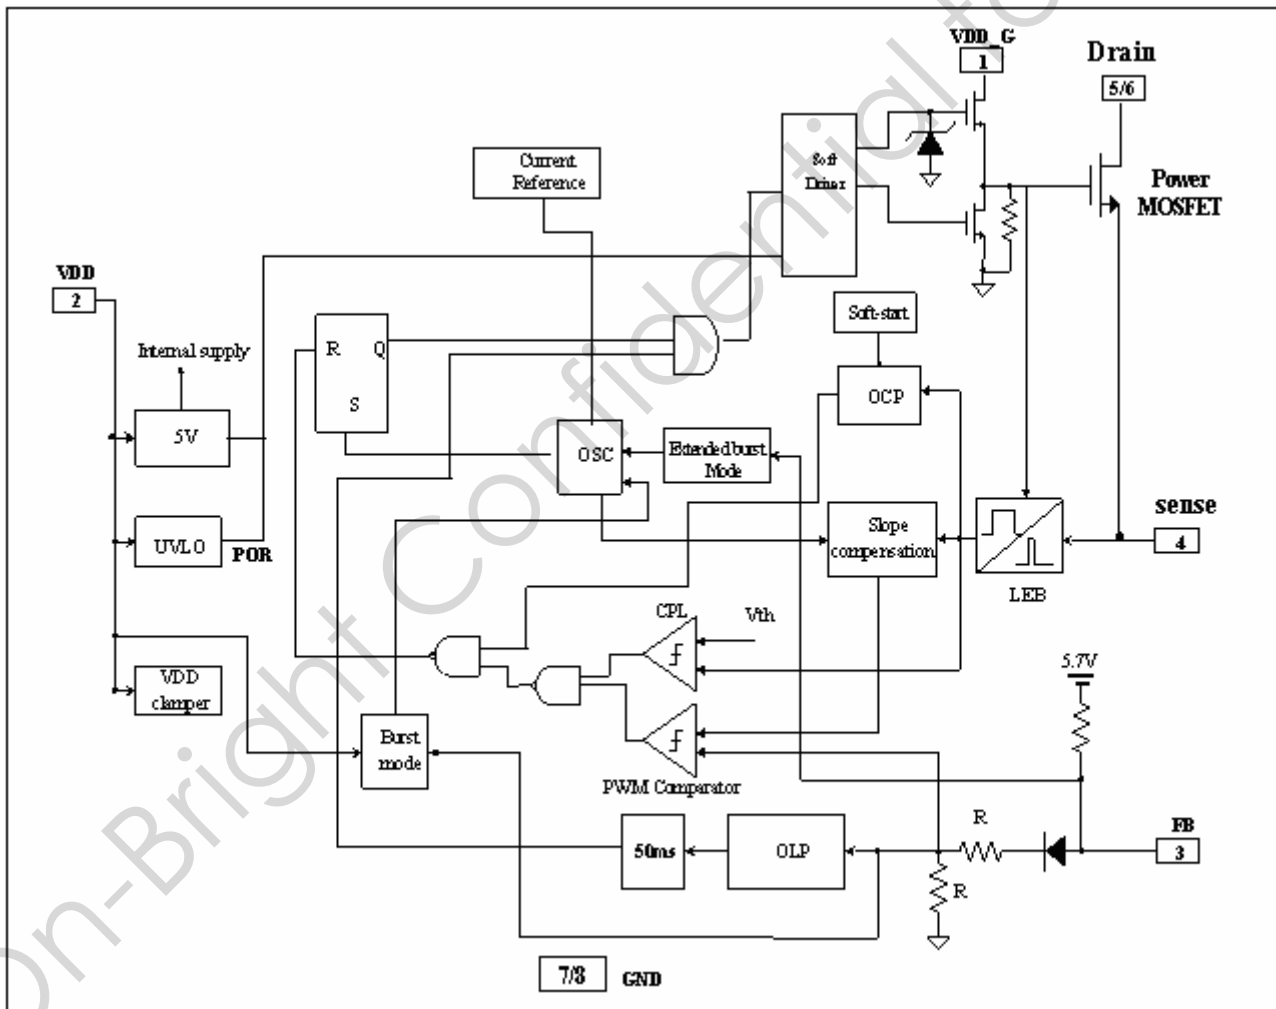 On-Bright Confidential to
VDD_G
1
Drain
5/6
Current
Reference
Soft
Driver
Power
MOSFET
VDD
2
Internal supply
R
Q
S
Soft-start
OCP
5V
OSC
Extended burst
Mode
UVLO
POR
Slope
compensation
LEB
sense
4
CPL
Vth
VDD
clamper
Burst
mode
PWM Comparator
5.7V
50ms
OLP
R
R
FB
3
7/8
GND